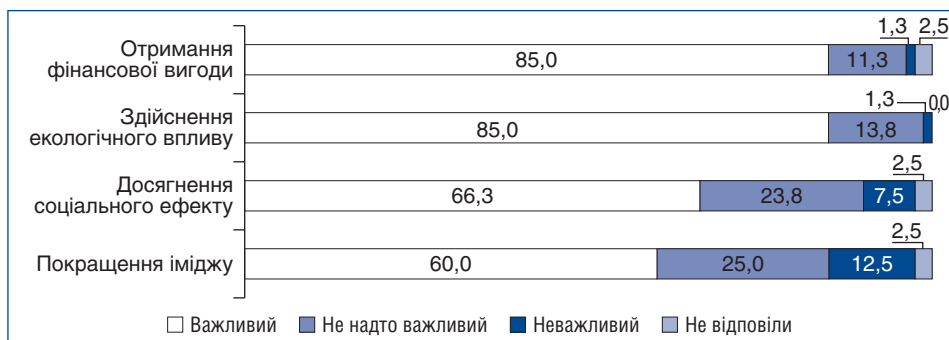 1,3 2,5
Отримання
фінансової вигоди
85,0 11,3
1,3 0,0
Здійснення
екологічного впливу
85,0 13,8
2,5
Досягнення
соціального ефекту
66,3 23,8 7,5
2,5
Покращення іміджу
60,0 25,0 12,5
Важливий Не надто важливий Неважливий Не відповіли